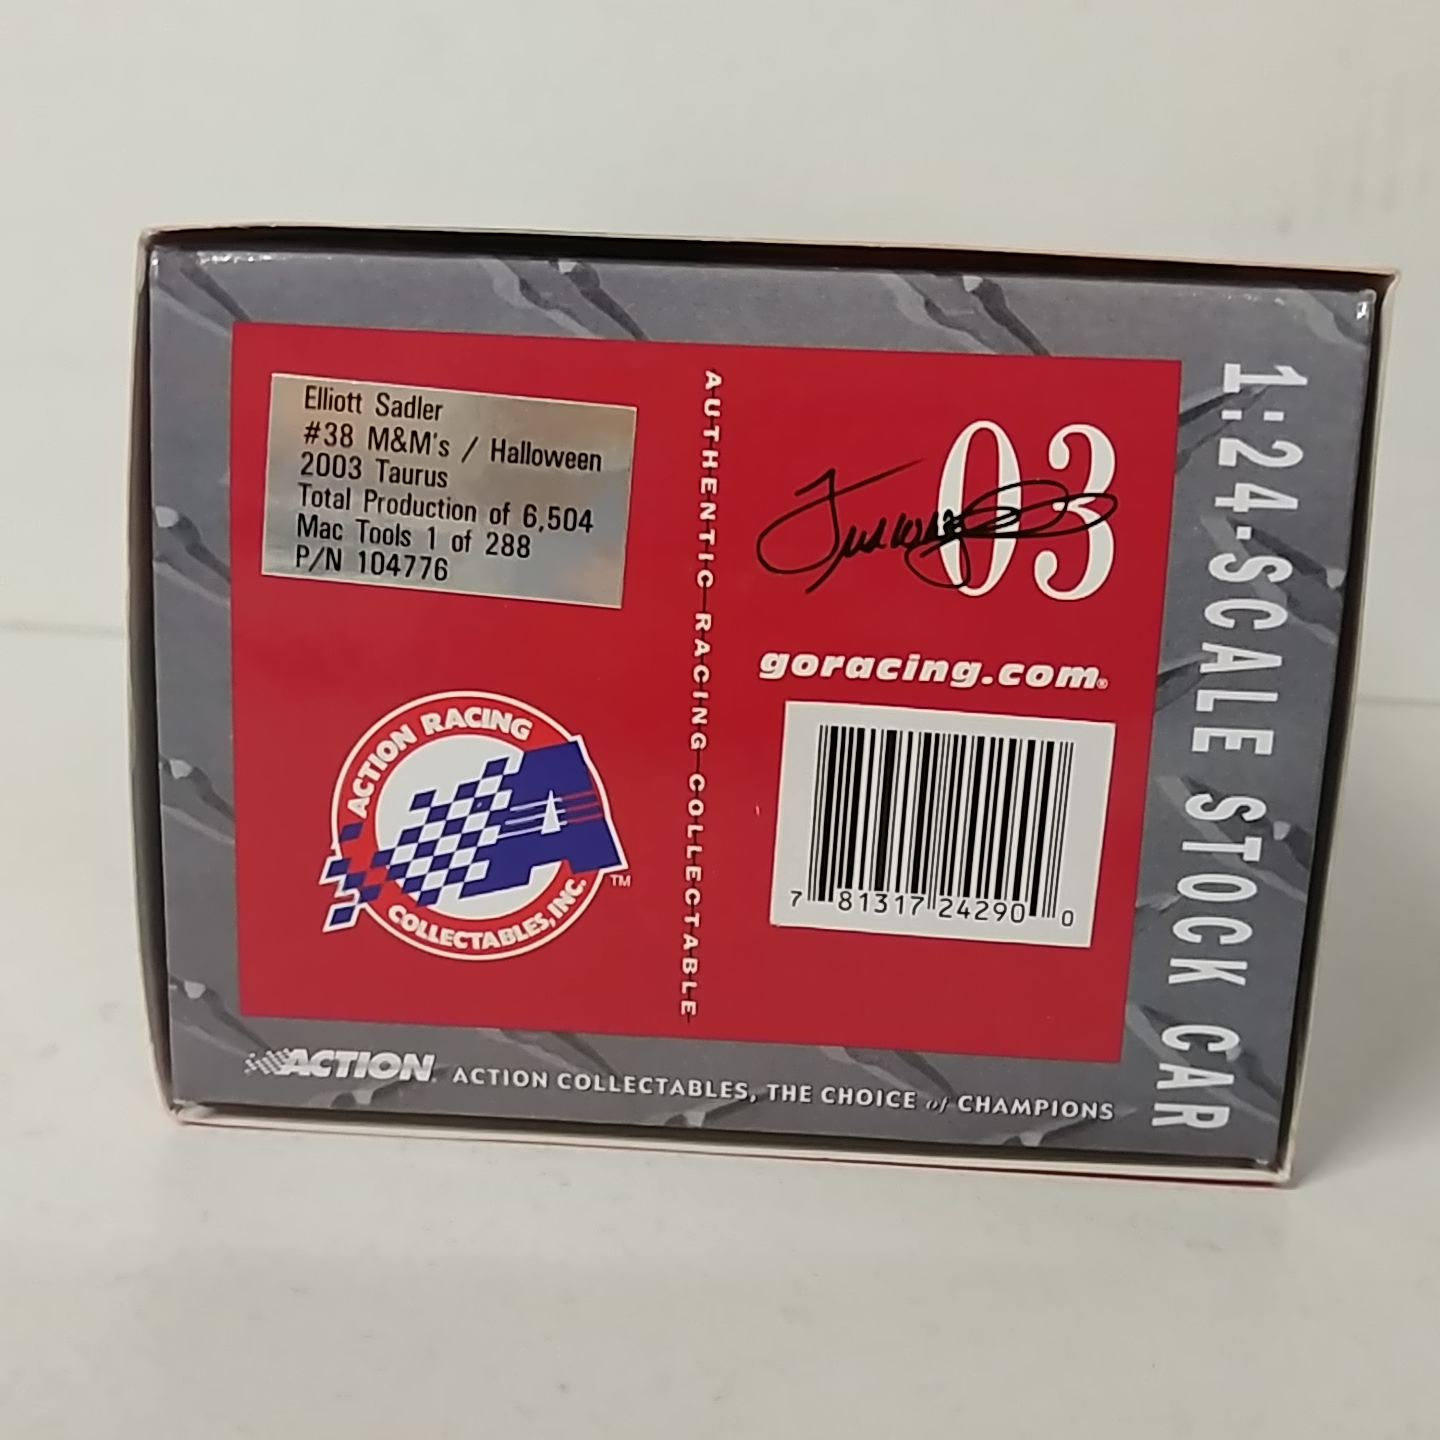 Elliott Sadler
#38 M&M's / Halloween
2003 Taurus
Total Production of 6,504
Mac Tools 1 of 288
P/N 104776
ACTION RACING
COLLECTABLES, INC.
TM
AUTHENTIC RACING COLLECTABLE
03
goracing.com®
7 81317 24290 0
1:24-SCALE STOCK CAR
ACTION® ACTION COLLECTABLES, THE CHOICE of CHAMPIONS